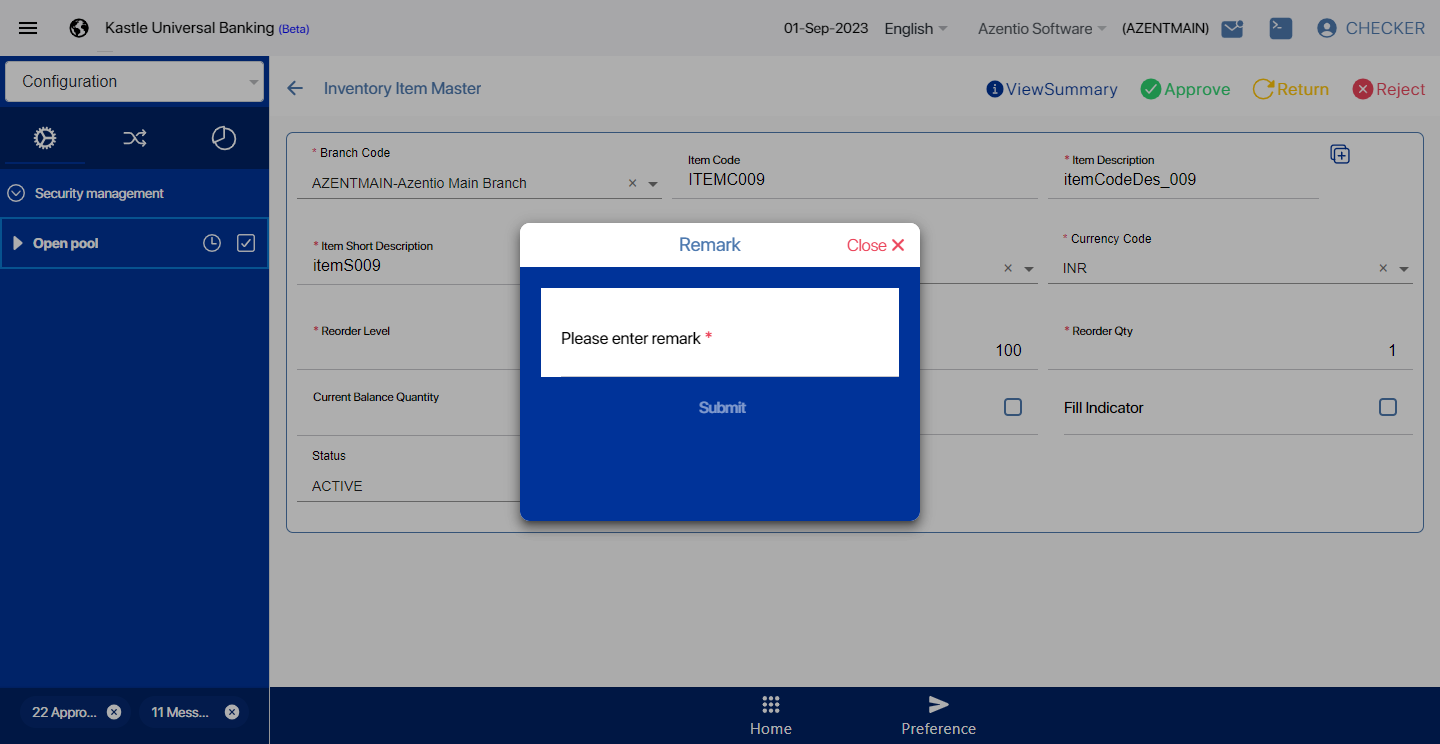 Kastle Universal Banking (Beta)
01-Sep-2023
English
Azentio Software
(AZENTMAIN)
CHECKER
Configuration
Inventory Item Master
ViewSummary
Approve
Return
Reject
Security management
Open pool
* Branch Code
AZENTMAIN-Azentio Main Branch
Item Code
ITEMC009
* Item Description
itemCodeDes_009
* Item Short Description
itemS009
* Currency Code
INR
* Reorder Level
100
* Reorder Qty
1
Current Balance Quantity
Fill Indicator
Status
ACTIVE
Remark
Close
Please enter remark *
Submit
22 Appro...
11 Mess...
Home
Preference